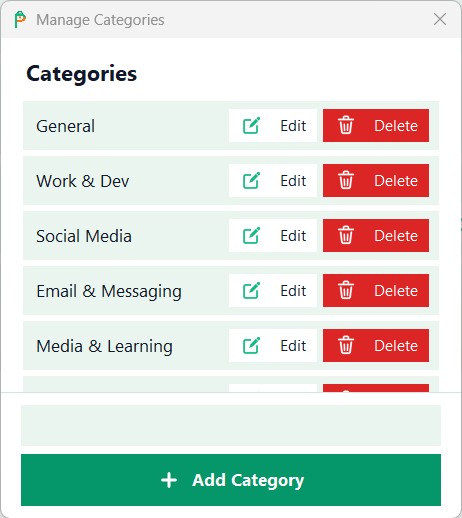 Manage Categories
Categories
General Edit Delete
Work & Dev Edit Delete
Social Media Edit Delete
Email & Messaging Edit Delete
Media & Learning Edit Delete
Add Category